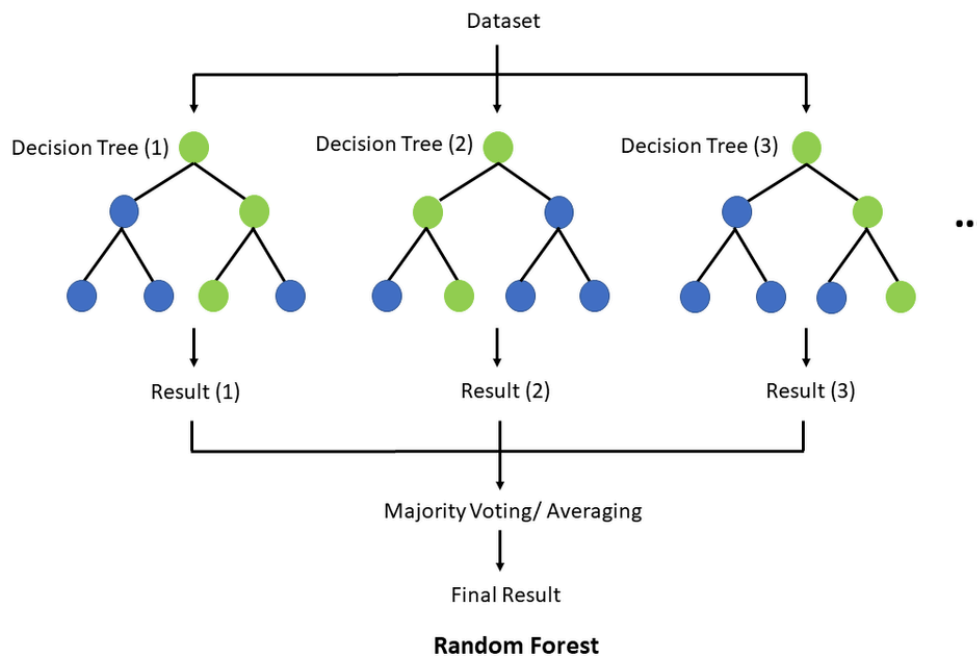 Dataset
Decision Tree (1)
Decision Tree (2)
Decision Tree (3)
..
Result (1)
Result (2)
Result (3)
Majority Voting/ Averaging
Final Result
Random Forest